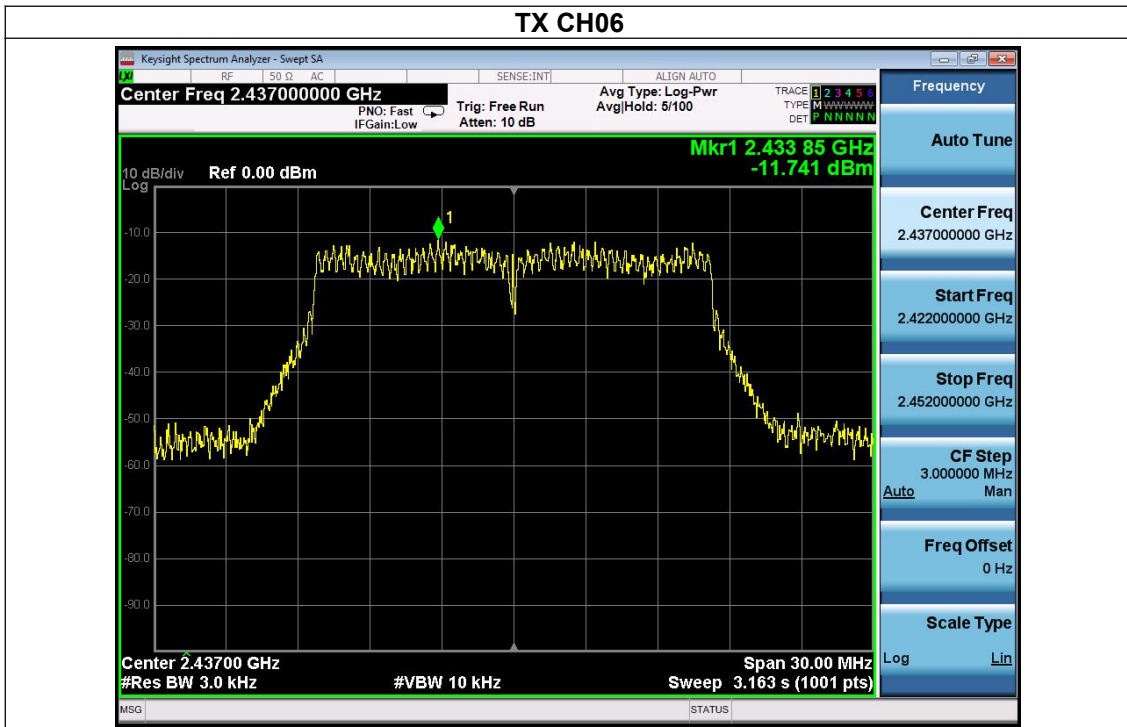 TX CH06
Keysight Spectrum Analyzer - Swept SA
LXI RF 50 Ω AC SENSE:INT ALIGN AUTO
Center Freq 2.437000000 GHz
PNO: Fast
IFGain:Low
Trig: Free Run
Atten: 10 dB
Avg Type: Log-Pwr
Avg|Hold: 5/100
TRACE 1 2 3 4 5 6
TYPE M W W W W W
DET P N N N N N
Mkr1 2.433 85 GHz
-11.741 dBm
10 dB/div Ref 0.00 dBm
Log
1
-10.0
-20.0
-30.0
-40.0
-50.0
-60.0
-70.0
-80.0
-90.0
Center 2.43700 GHz Span 30.00 MHz
#Res BW 3.0 kHz #VBW 10 kHz Sweep 3.163 s (1001 pts)
MSG STATUS
Frequency
Auto Tune
Center Freq
2.437000000 GHz
Start Freq
2.422000000 GHz
Stop Freq
2.452000000 GHz
CF Step
3.000000 MHz
Auto Man
Freq Offset
0 Hz
Scale Type
Log Lin